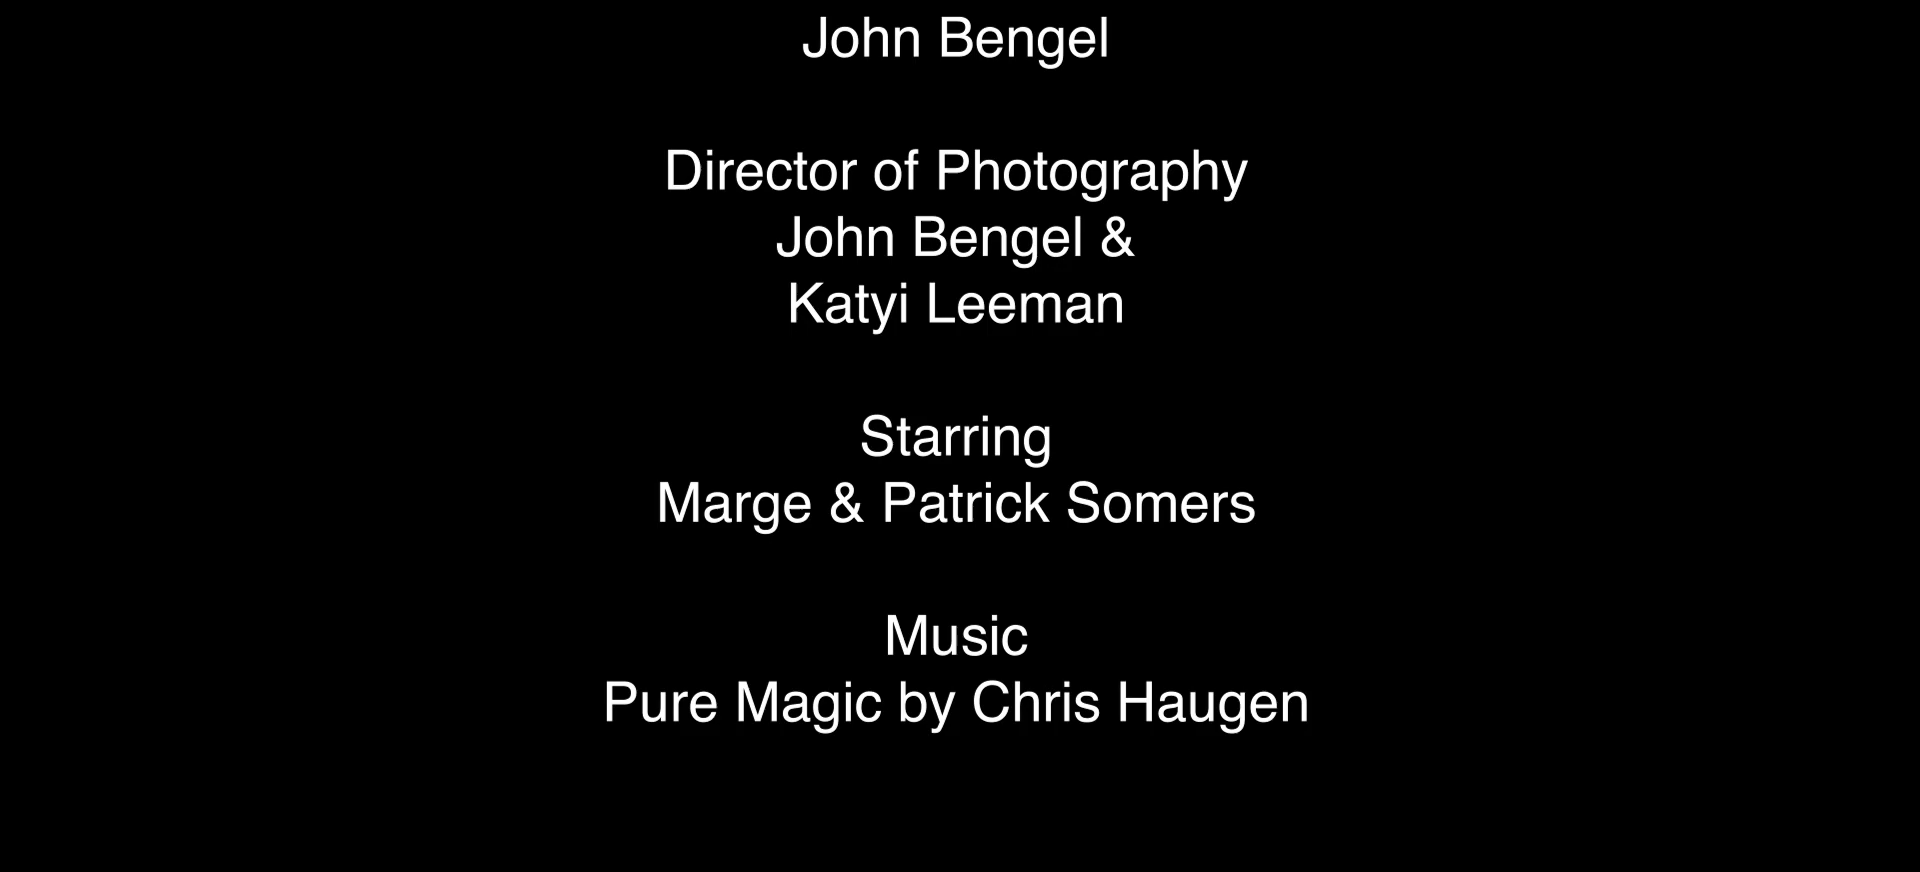 John Bengel
Director of Photography
John Bengel &
Katyi Leeman
Starring
Marge & Patrick Somers
Music
Pure Magic by Chris Haugen